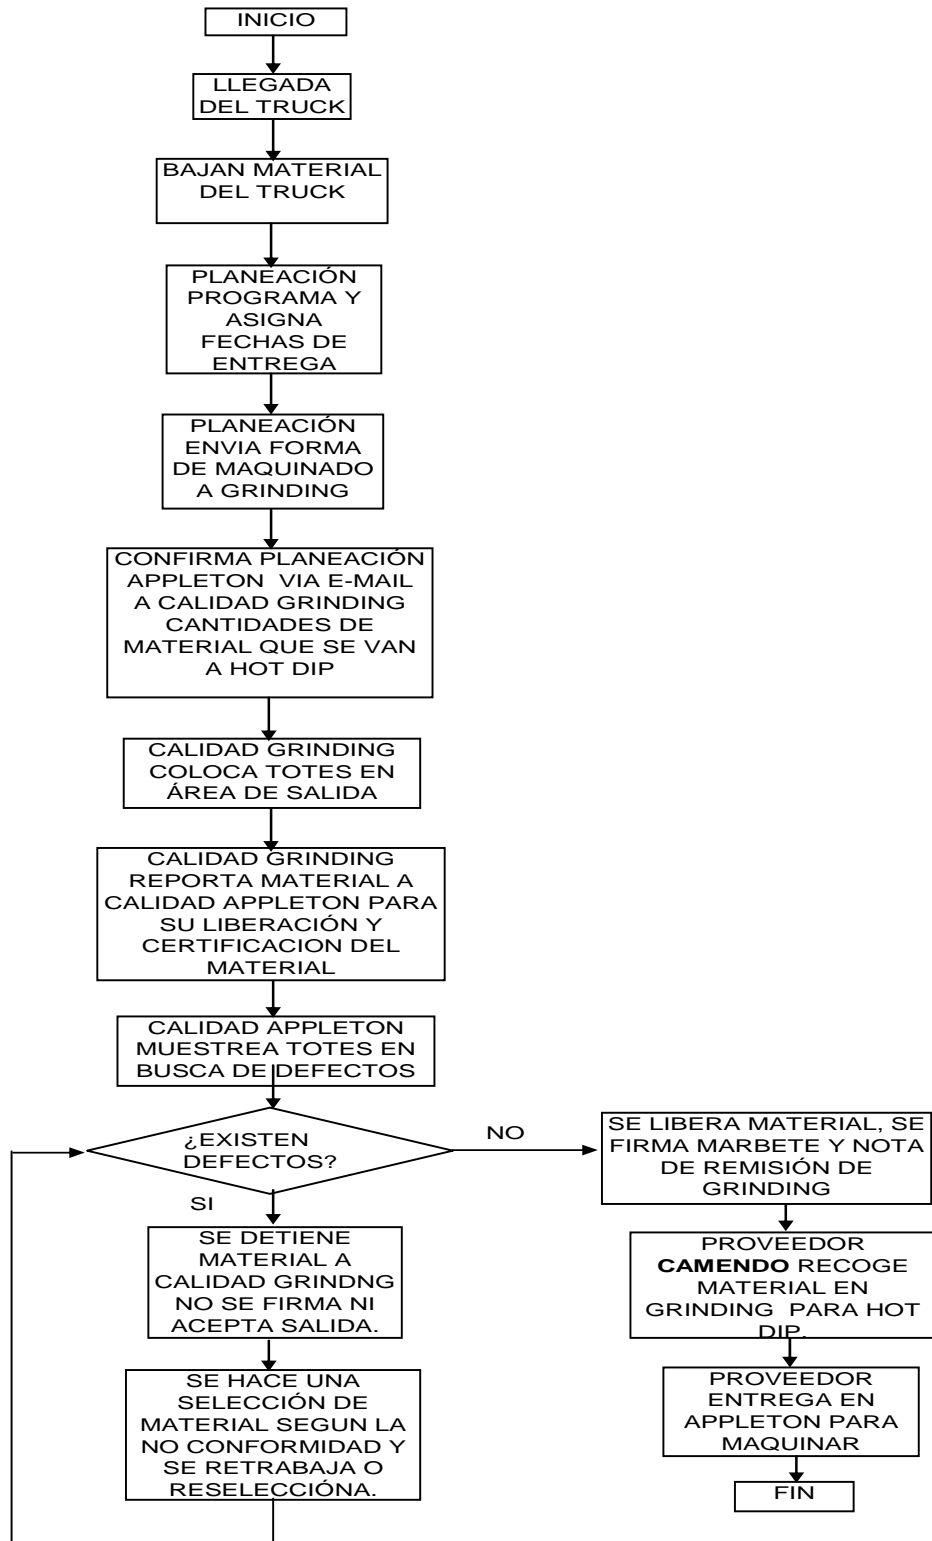 INICIO
LLEGADA
DEL TRUCK
BAJAN MATERIAL
DEL TRUCK
PLANEACIÓN
PROGRAMA Y
ASIGNA
FECHAS DE
ENTREGA
PLANEACIÓN
ENVIA FORMA
DE MAQUINADO
A GRINDING
CONFIRMA PLANEACIÓN
APPLETON VIA E-MAIL
A CALIDAD GRINDING
CANTIDADES DE
MATERIAL QUE SE VAN
A HOT DIP
CALIDAD GRINDING
COLOCA TOTES EN
ÁREA DE SALIDA
CALIDAD GRINDING
REPORTA MATERIAL A
CALIDAD APPLETON PARA
SU LIBERACIÓN Y
CERTIFICACION DEL
MATERIAL
CALIDAD APPLETON
MUESTREA TOTES EN
BUSCA DE DEFECTOS
¿EXISTEN
DEFECTOS?
SI
SE DETIENE
MATERIAL A
CALIDAD GRINDNG
NO SE FIRMA NI
ACEPTA SALIDA.
SE HACE UNA
SELECCIÓN DE
MATERIAL SEGUN LA
NO CONFORMIDAD Y
SE RETRABAJA O
RESELECCIÓNA.
NO
SE LIBERA MATERIAL, SE
FIRMA MARBETE Y NOTA
DE REMISIÓN DE
GRINDING
PROVEEDOR
CAMENDO RECOGE
MATERIAL EN
GRINDING PARA HOT
DIP.
PROVEEDOR
ENTREGA EN
APPLETON PARA
MAQUINAR
FIN